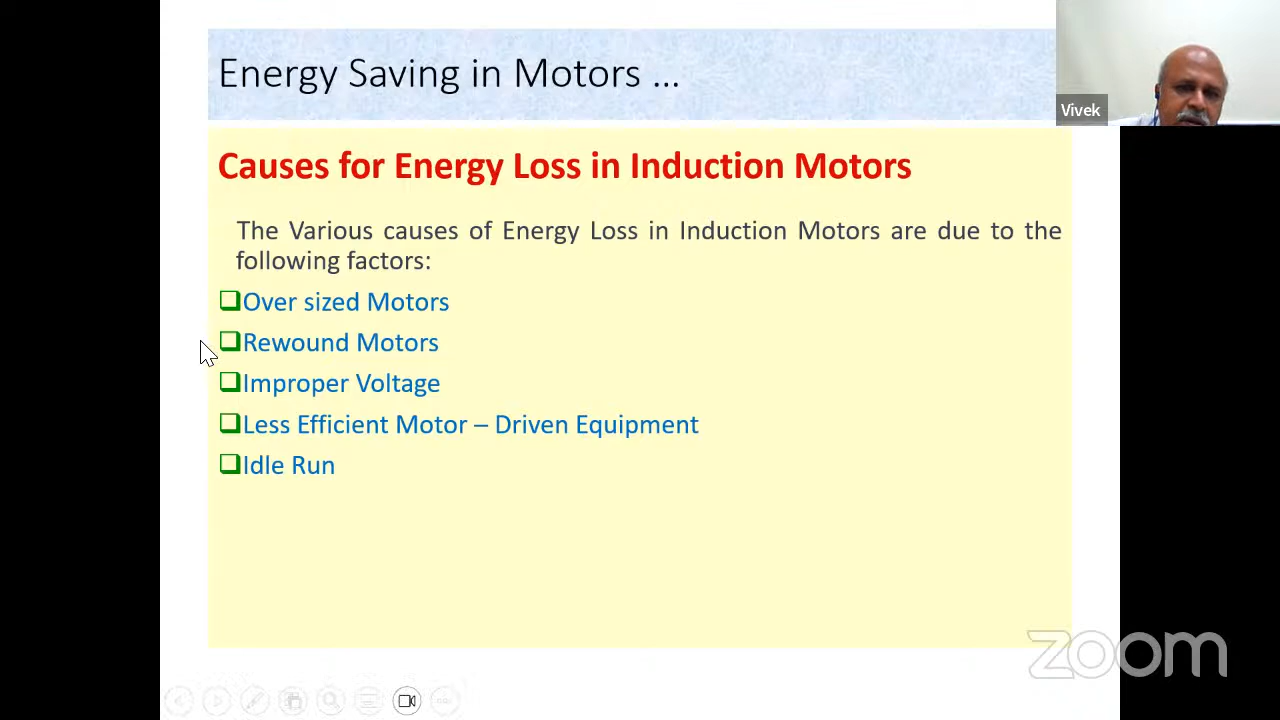 Energy Saving in Motors ...
Vivek
Causes for Energy Loss in Induction Motors
The Various causes of Energy Loss in Induction Motors are due to the
following factors:
Over sized Motors
Rewound Motors
Improper Voltage
Less Efficient Motor – Driven Equipment
Idle Run
zoom